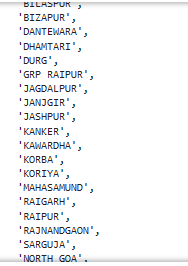 'BILASPUR',
'BIZAPUR',
'DANTEWARA',
'DHAMTARI',
'DURG',
'GRP RAIPUR',
'JAGDALPUR',
'JANJGIR',
'JASHPUR',
'KANKER',
'KAWARDHA',
'KORBA',
'KORIYA',
'MAHASAMUND',
'RAIGARH',
'RAIPUR',
'RAJNANDGAON',
'SARGUJA',
'NORTH GOA',